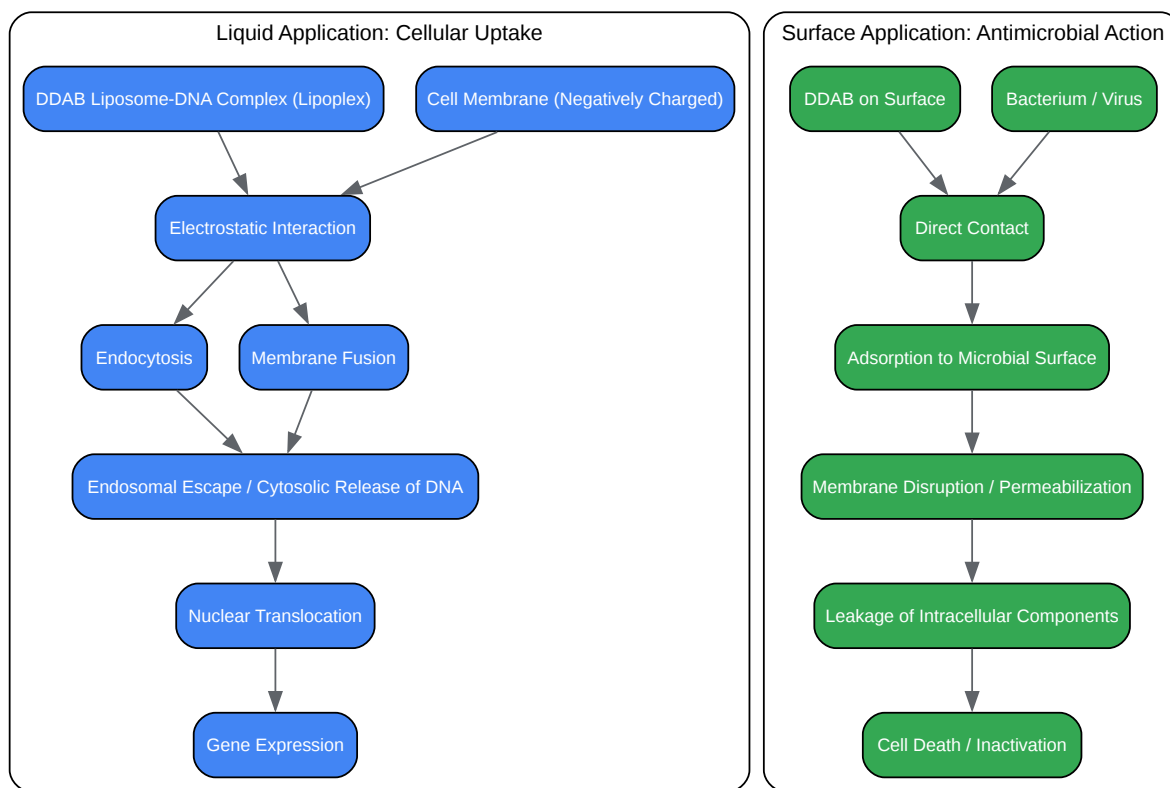 Liquid Application: Cellular Uptake
DDAB Liposome-DNA Complex (Lipoplex)
Cell Membrane (Negatively Charged)
Electrostatic Interaction
Endocytosis
Membrane Fusion
Endosomal Escape / Cytosolic Release of DNA
Nuclear Translocation
Gene Expression
Surface Application: Antimicrobial Action
DDAB on Surface
Bacterium / Virus
Direct Contact
Adsorption to Microbial Surface
Membrane Disruption / Permeabilization
Leakage of Intracellular Components
Cell Death / Inactivation